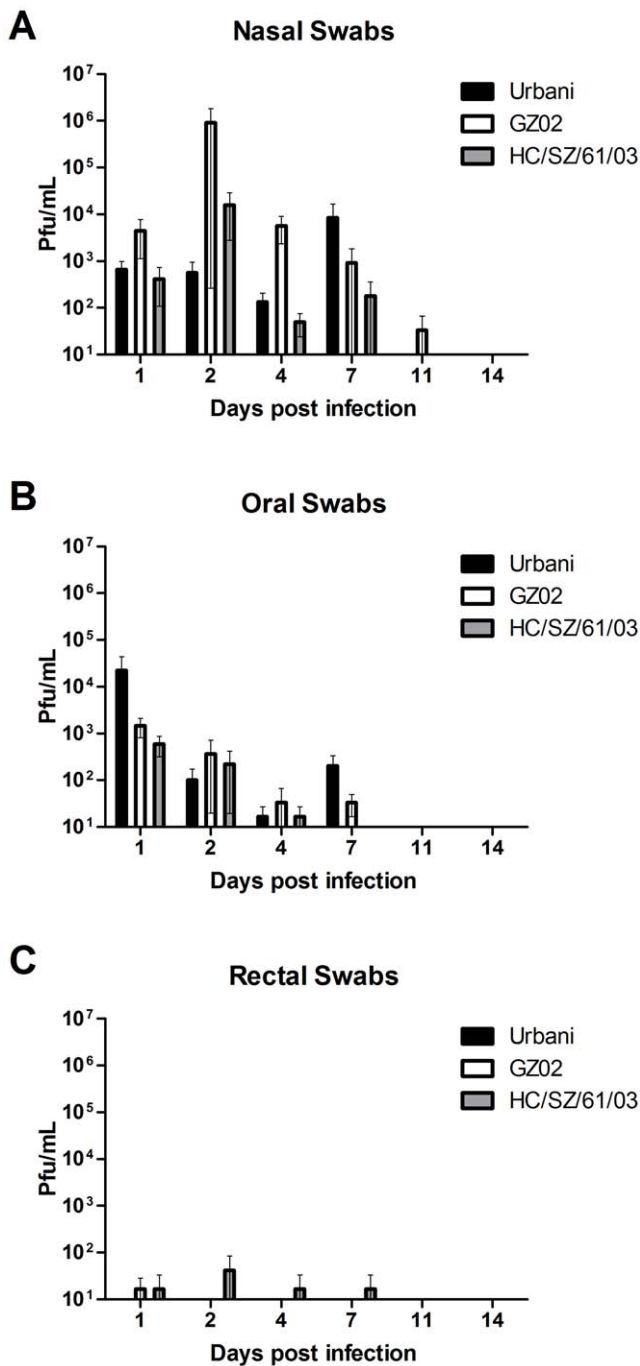 A
Nasal Swabs
10⁷
10⁶
10⁵
10⁴
10³
10²
10¹
Pfu/mL
Urbani
GZ02
HC/SZ/61/03
1 2 4 7 11 14
Days post infection
B
Oral Swabs
10⁷
10⁶
10⁵
10⁴
10³
10²
10¹
Pfu/mL
Urbani
GZ02
HC/SZ/61/03
1 2 4 7 11 14
Days post infection
C
Rectal Swabs
10⁷
10⁶
10⁵
10⁴
10³
10²
10¹
Pfu/mL
Urbani
GZ02
HC/SZ/61/03
1 2 4 7 11 14
Days post infection